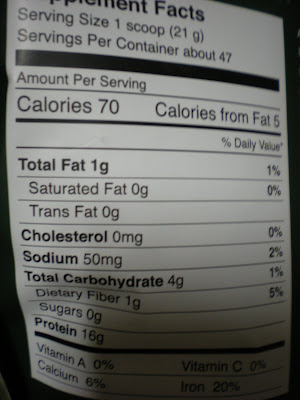 pplement Facts
Serving Size 1 scoop (21 g)
Servings Per Container about 47
Amount Per Serving
Calories 70 Calories from Fat 5
% Daily Value*
Total Fat 1g 1%
Saturated Fat 0g 0%
Trans Fat 0g
Cholesterol 0mg 0%
Sodium 50mg 2%
Total Carbohydrate 4g 1%
Dietary Fiber 1g 5%
Sugars 0g
Protein 16g
Vitamin A 0% Vitamin C 0%
Calcium 6% Iron 20%